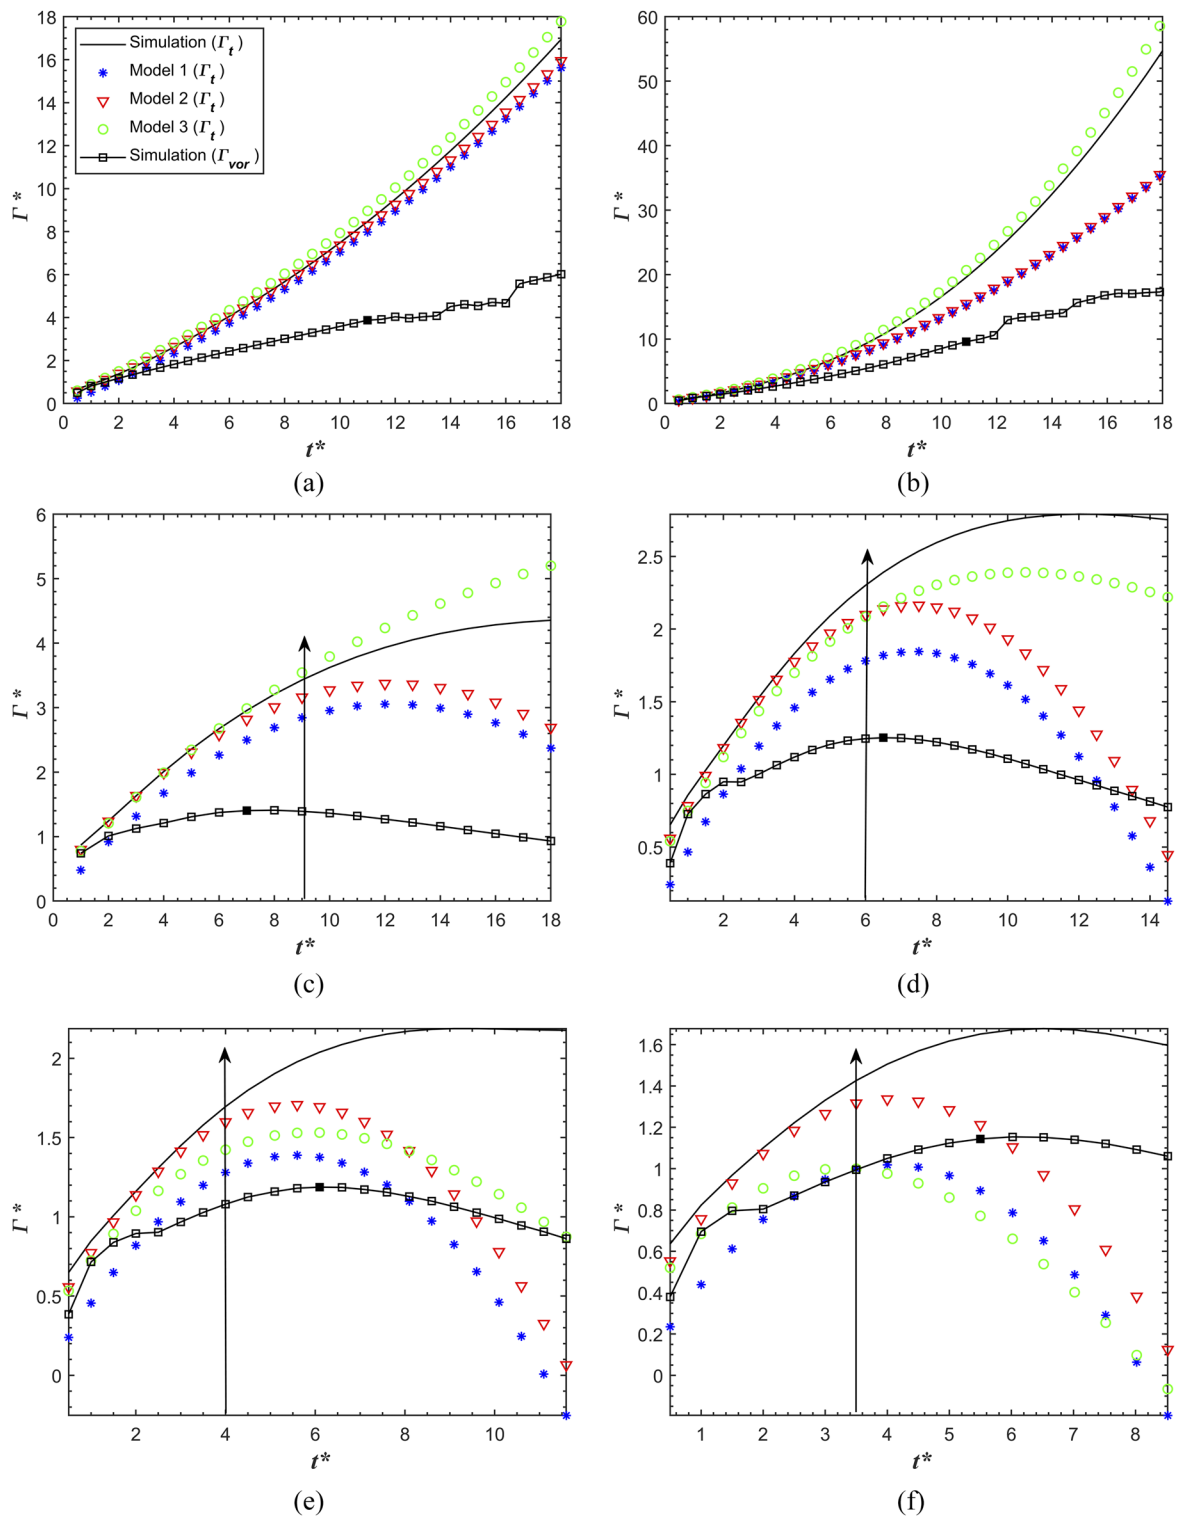 Simulation (Γt)
Model 1 (Γt)
Model 2 (Γt)
Model 3 (Γt)
Simulation (Γvor)
Γ*
18
16
14
12
10
8
6
4
2
0
0 2 4 6 8 10 12 14 16 18
t*
(a)
Γ*
60
50
40
30
20
10
0
0 2 4 6 8 10 12 14 16 18
t*
(b)
Γ*
6
5
4
3
2
1
0
0 2 4 6 8 10 12 14 16 18
t*
(c)
Γ*
2.5
2
1.5
1
0.5
2 4 6 8 10 12 14
t*
(d)
Γ*
2
1.5
1
0.5
0
2 4 6 8 10
t*
(e)
Γ*
1.6
1.4
1.2
1
0.8
0.6
0.4
0.2
0
1 2 3 4 5 6 7 8
t*
(f)